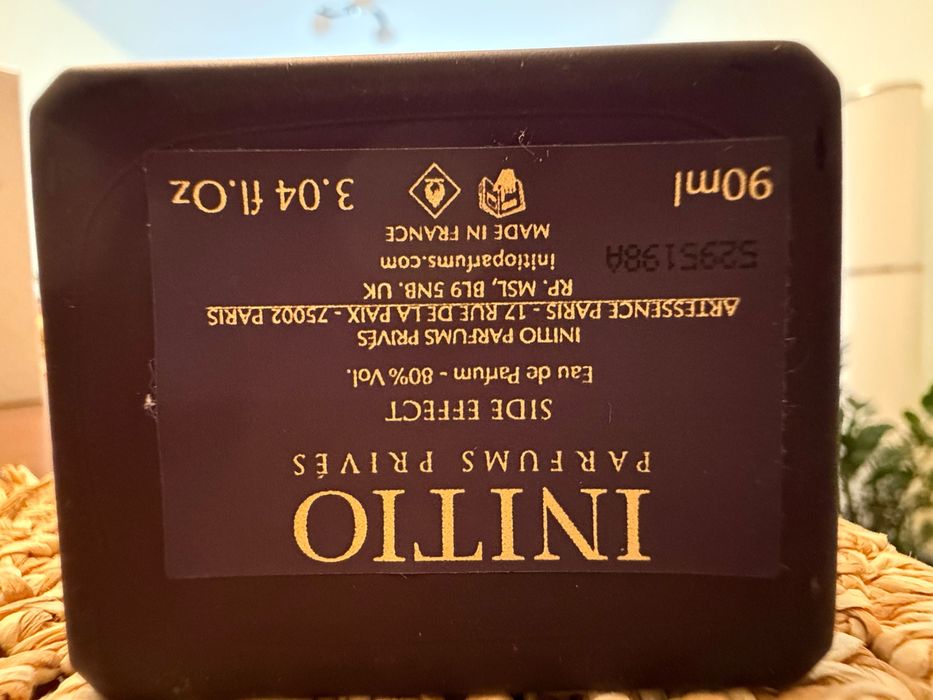 INITIO
PARFUMS PRIVÉS
SIDE EFFECT
Eau de Parfum - 80% Vol.
INITIO PARFUMS PRIVÉS
ARTESSENCE PARIS - 17 RUE DE LA PAIX - 75002 PARIS
RP. MSL, BL9 5NB. UK
initioparfums.com
5295198A
MADE IN FRANCE
90ml
3.04 fl.Oz